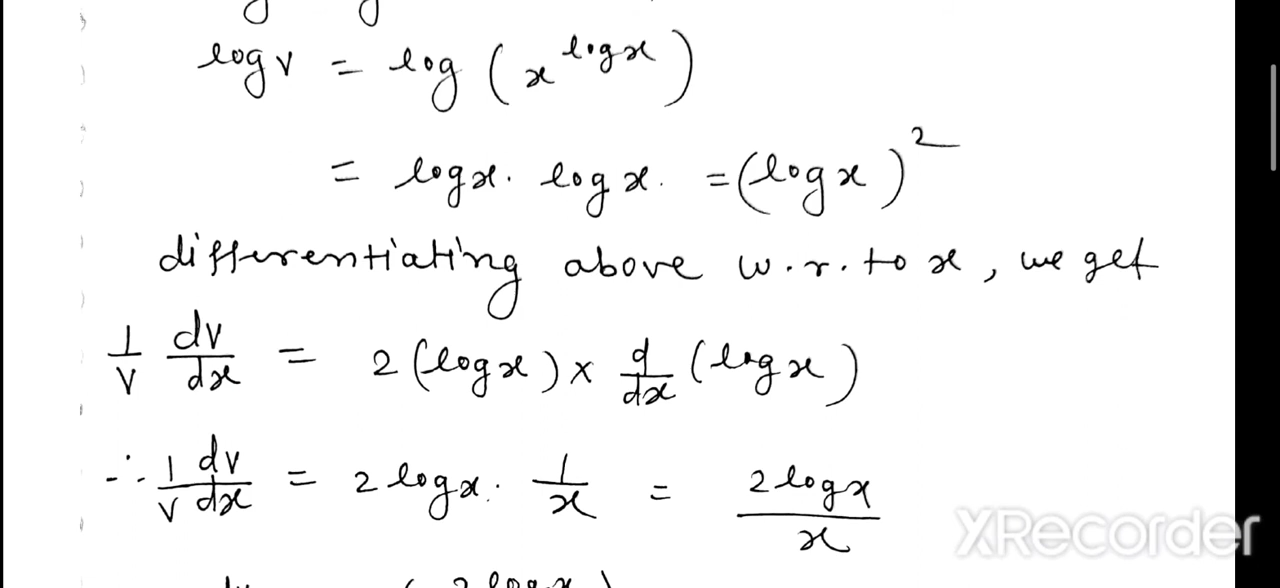 log v = log ( x^{log x} )
= log x . log x . = (log x)^2
differentiating above w.r.to x, we get
1/v dv/dx = 2 (log x) × d/dx (log x)
∴ 1/v dv/dx = 2 log x . 1/x = 2 log x / x
XRecorder